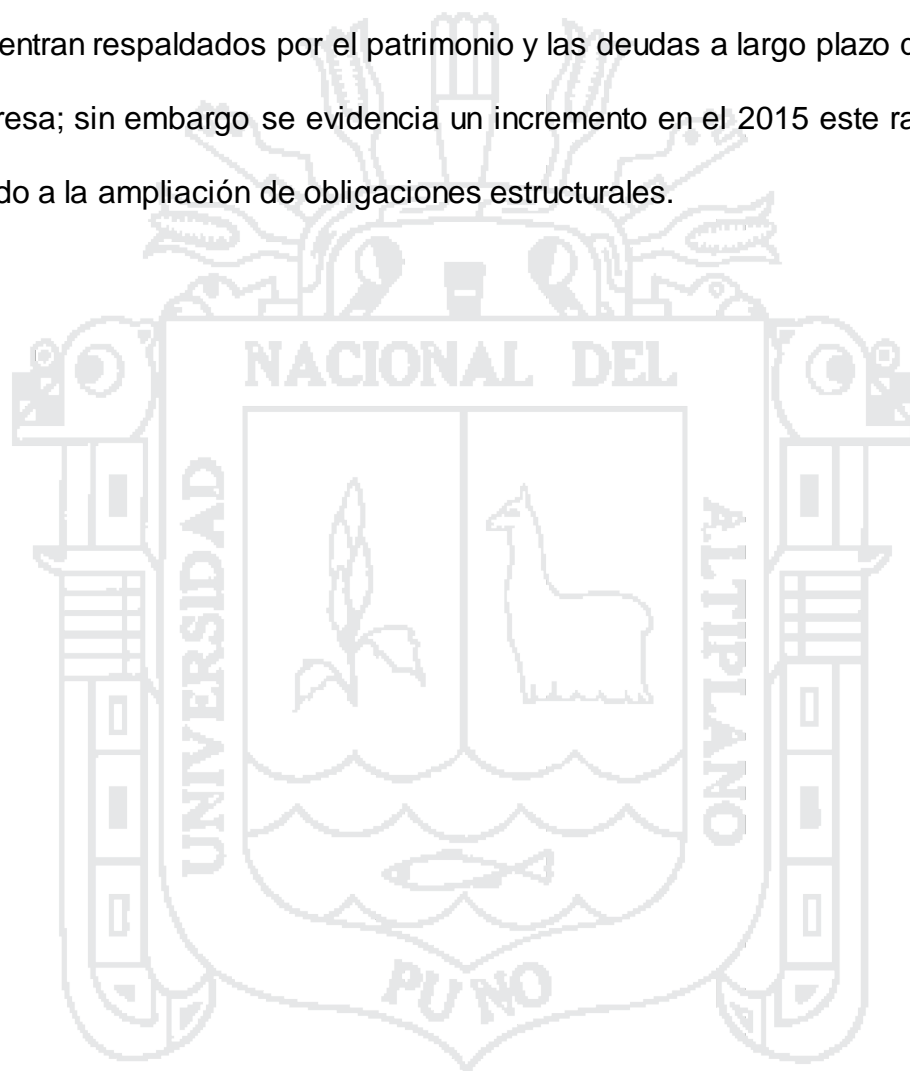 entran respaldados por el patrimonio y las deudas a largo plazo
resa; sin embargo se evidencia un incremento en el 2015 este ra
do a la ampliación de obligaciones estructurales.
NACIONAL DEL
UNIVERSIDAD
ALTIPLANO
PUNO